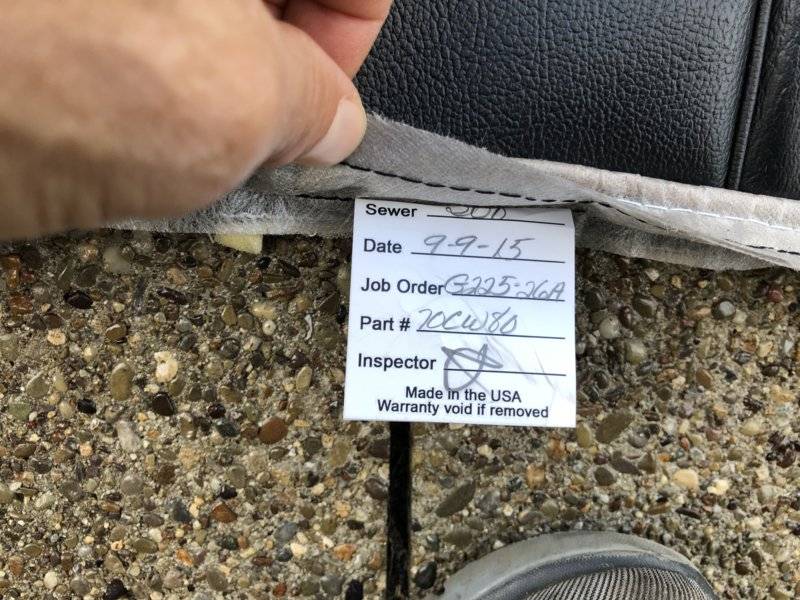 Sewer
Date 9-9-15
Job Order G225-26A
Part # 70CW80
Inspector
Made in the USA
Warranty void if removed